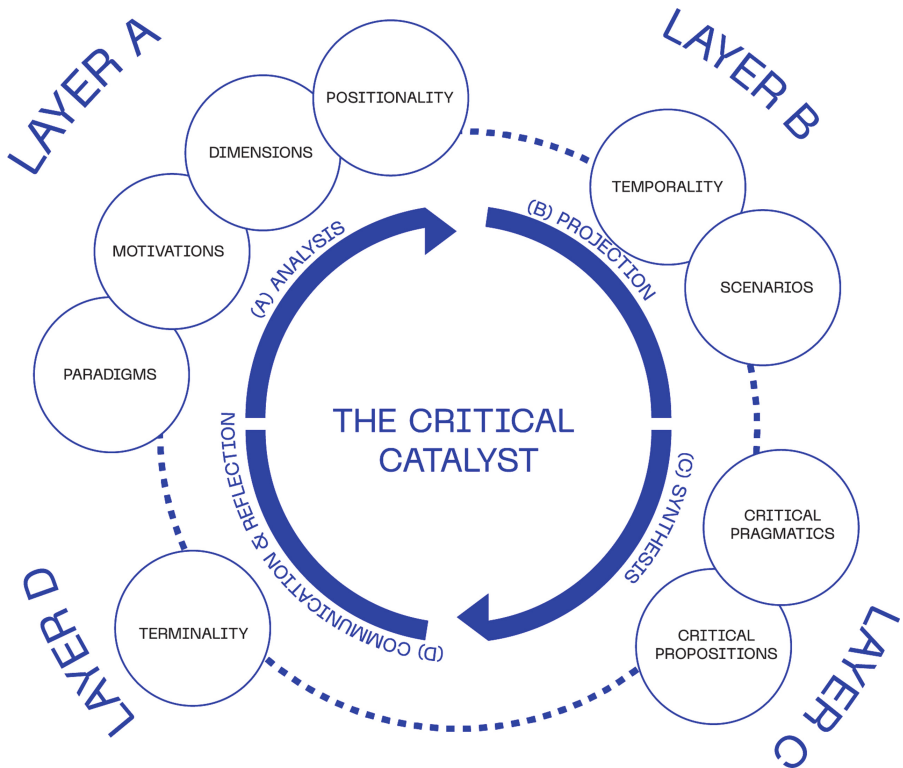 LAYER A
POSITIONALITY
DIMENSIONS
MOTIVATIONS
PARADIGMS
(A) ANALYSIS
LAYER B
TEMPORALITY
SCENARIOS
(B) PROJECTION
THE CRITICAL
CATALYST
(C) SYNTHESIS
CRITICAL
PRAGMATICS
CRITICAL
PROPOSITIONS
LAYER C
(D) COMMUNICATION & REFLECTION
TERMINALITY
LAYER D